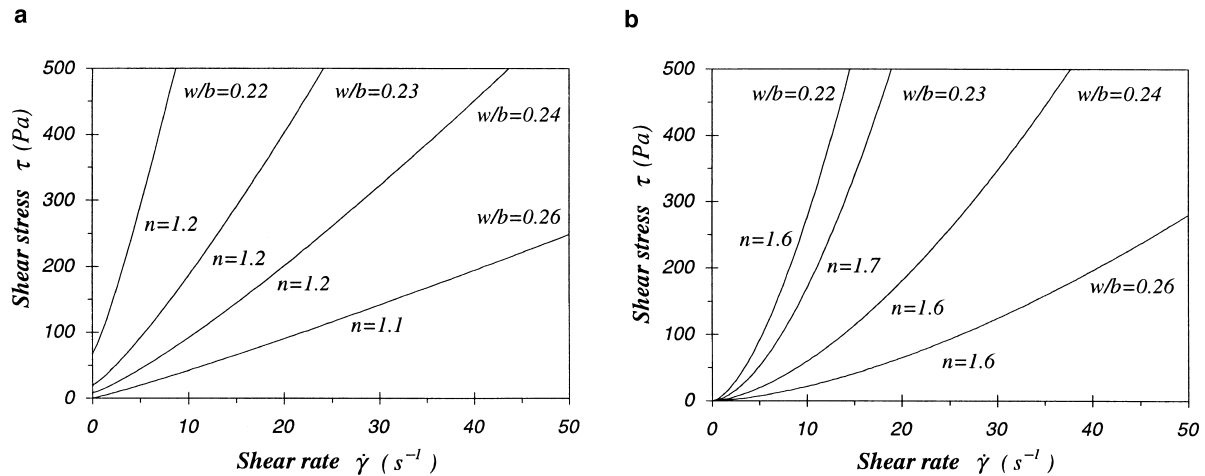 a
500
400
300
200
100
0
Shear stress τ (Pa)
w/b=0.22
w/b=0.23
w/b=0.24
w/b=0.26
n=1.2
n=1.2
n=1.2
n=1.1
0 10 20 30 40 50
Shear rate γ̇ (s⁻¹)
b
500
400
300
200
100
0
Shear stress τ (Pa)
w/b=0.22
w/b=0.23
w/b=0.24
w/b=0.26
n=1.6
n=1.7
n=1.6
n=1.6
0 10 20 30 40 50
Shear rate γ̇ (s⁻¹)